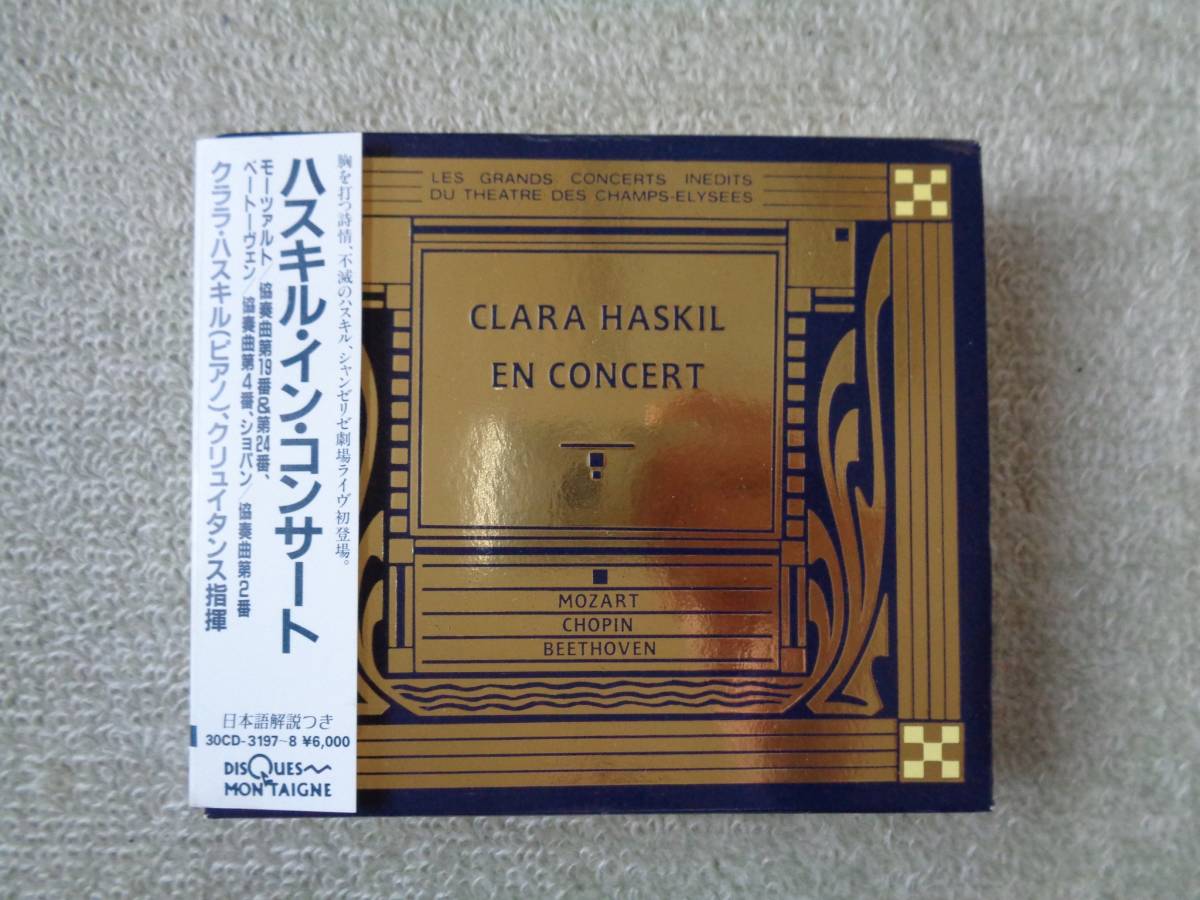 胸を打つ詩情、不滅のハスキル、シャンゼリゼ劇場ライヴ初登場。
ハスキル・イン・コンサート
モーツァルト/協奏曲第19番&第24番、
ベートーヴェン/協奏曲第4番、ショパン/協奏曲第2番
クララ・ハスキル(ピアノ)、クリュイタンス指揮
日本語解説つき
30CD-3197~8 ¥6,000
DISQUES
MONTAIGNE
LES GRANDS CONCERTS INEDITS
DU THEATRE DES CHAMPS-ELYSEES
CLARA HASKIL
EN CONCERT
MOZART
CHOPIN
BEETHOVEN